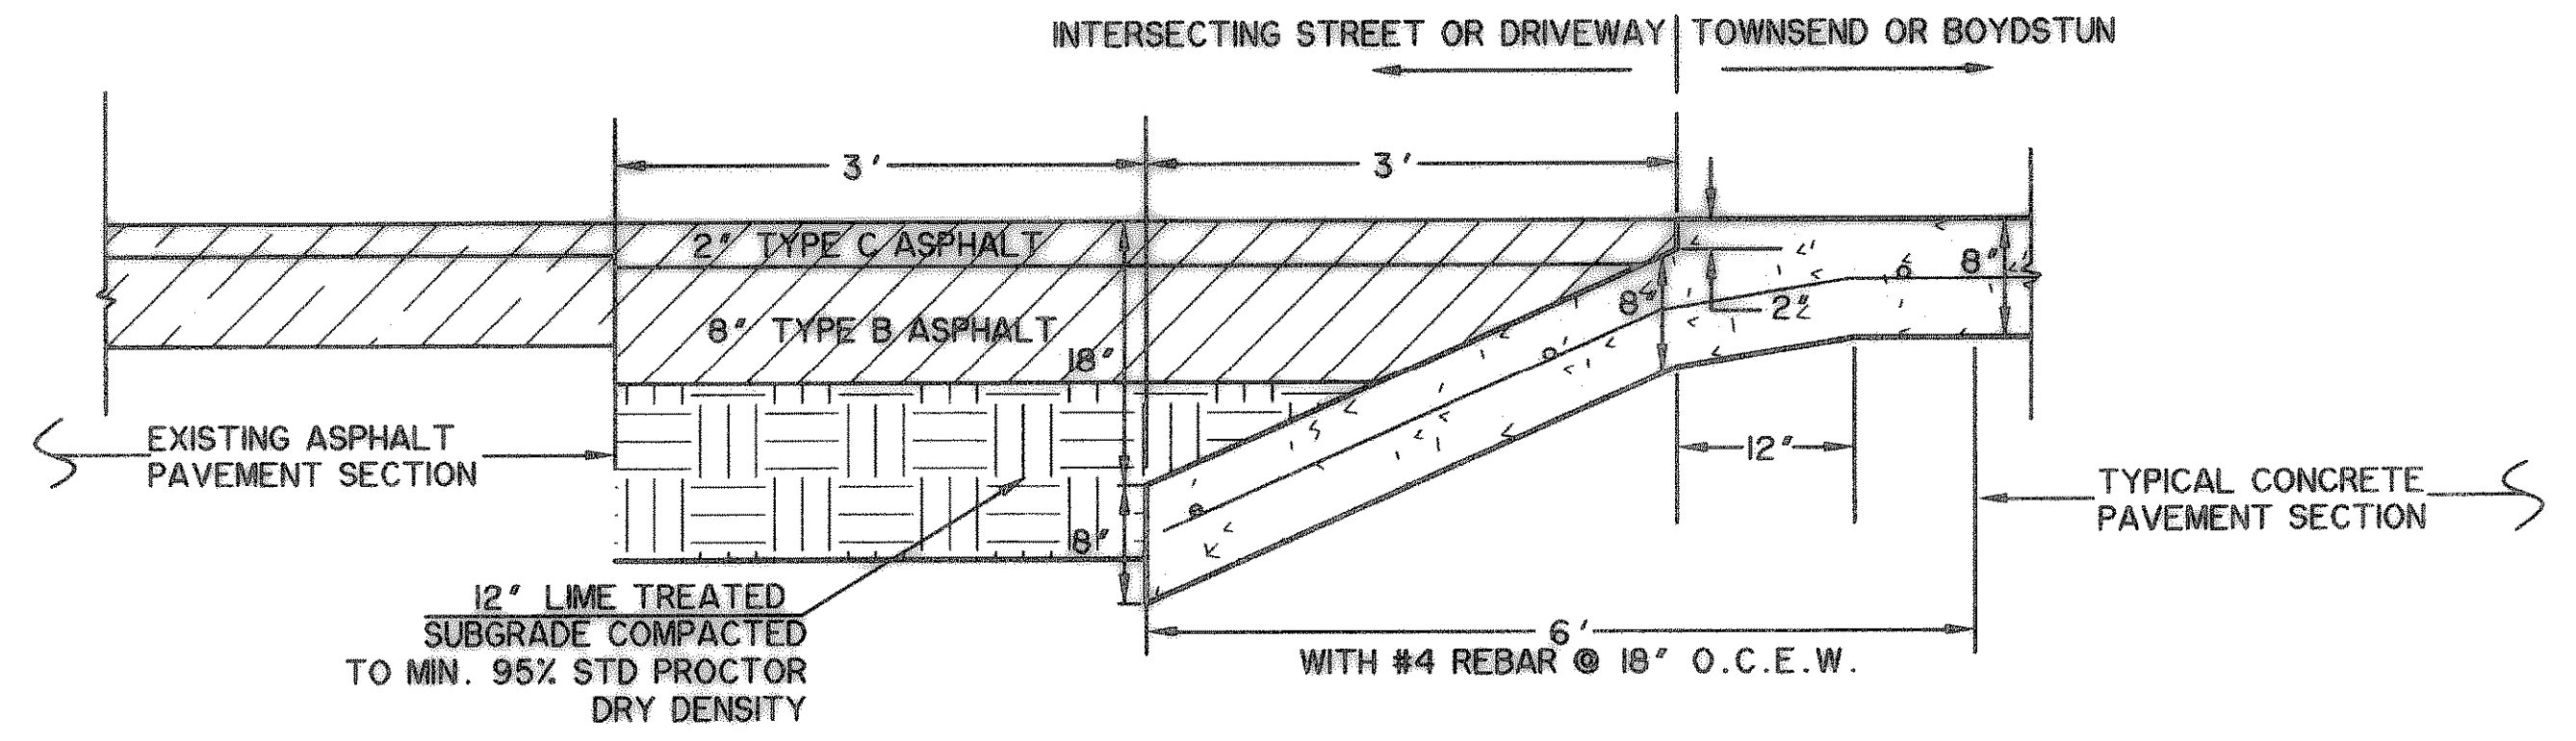 INTERSECTING STREET OR DRIVEWAY | TOWNSEND OR BOYDSTUN
3' 3'
2" TYPE C ASPHALT
8"
8" 2"
8" TYPE B ASPHALT
18"
EXISTING ASPHALT
PAVEMENT SECTION
12"
TYPICAL CONCRETE
PAVEMENT SECTION
8"
12" LIME TREATED
SUBGRADE COMPACTED
TO MIN. 95% STD PROCTOR
DRY DENSITY
6'
WITH #4 REBAR @ 18" O.C.E.W.